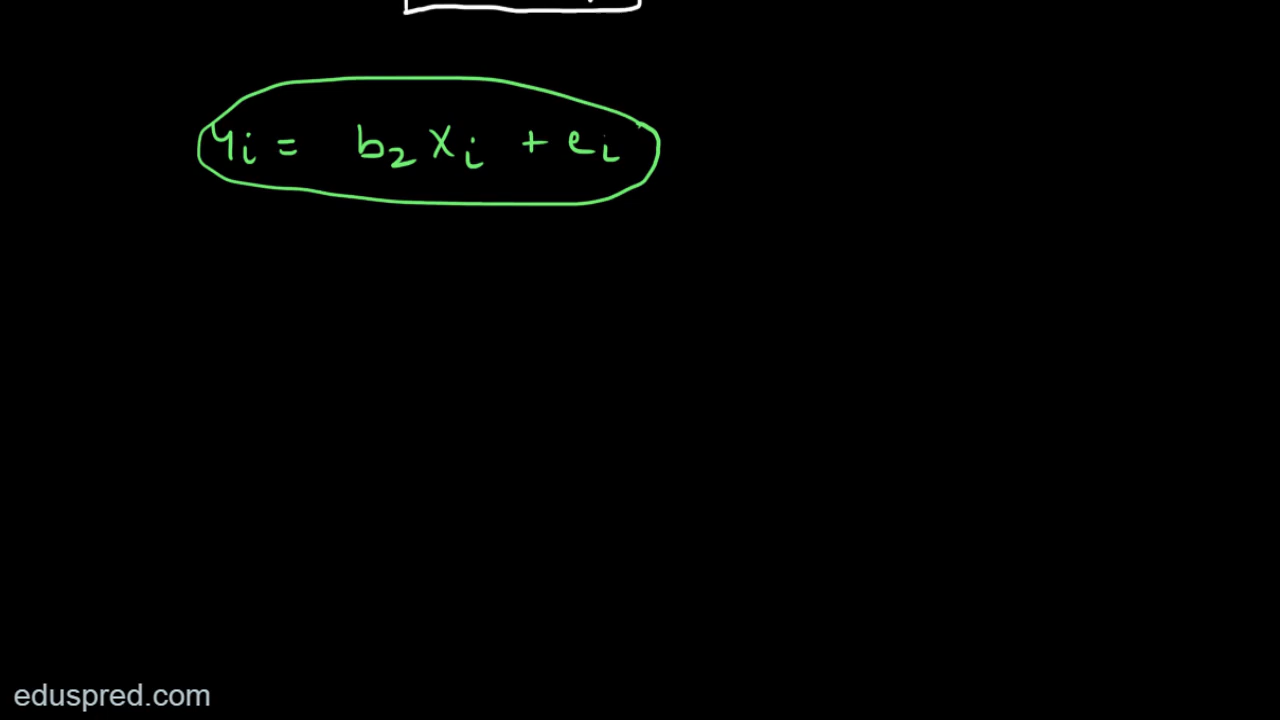 Yi = b₂ Xi + ei
eduspred.com